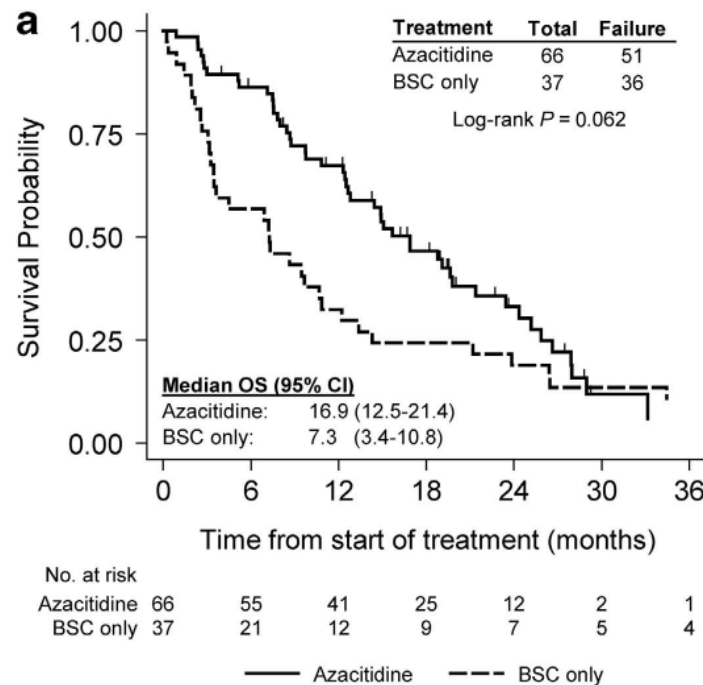 a
Treatment Total Failure
Azacitidine 66 51
BSC only 37 36
Log-rank P = 0.062
1.00
0.75
0.50
0.25
0.00
Survival Probability
Median OS (95% CI)
Azacitidine: 16.9 (12.5-21.4)
BSC only: 7.3 (3.4-10.8)
0 6 12 18 24 30 36
Time from start of treatment (months)
No. at risk
Azacitidine 66 55 41 25 12 2 1
BSC only 37 21 12 9 7 5 4
Azacitidine BSC only